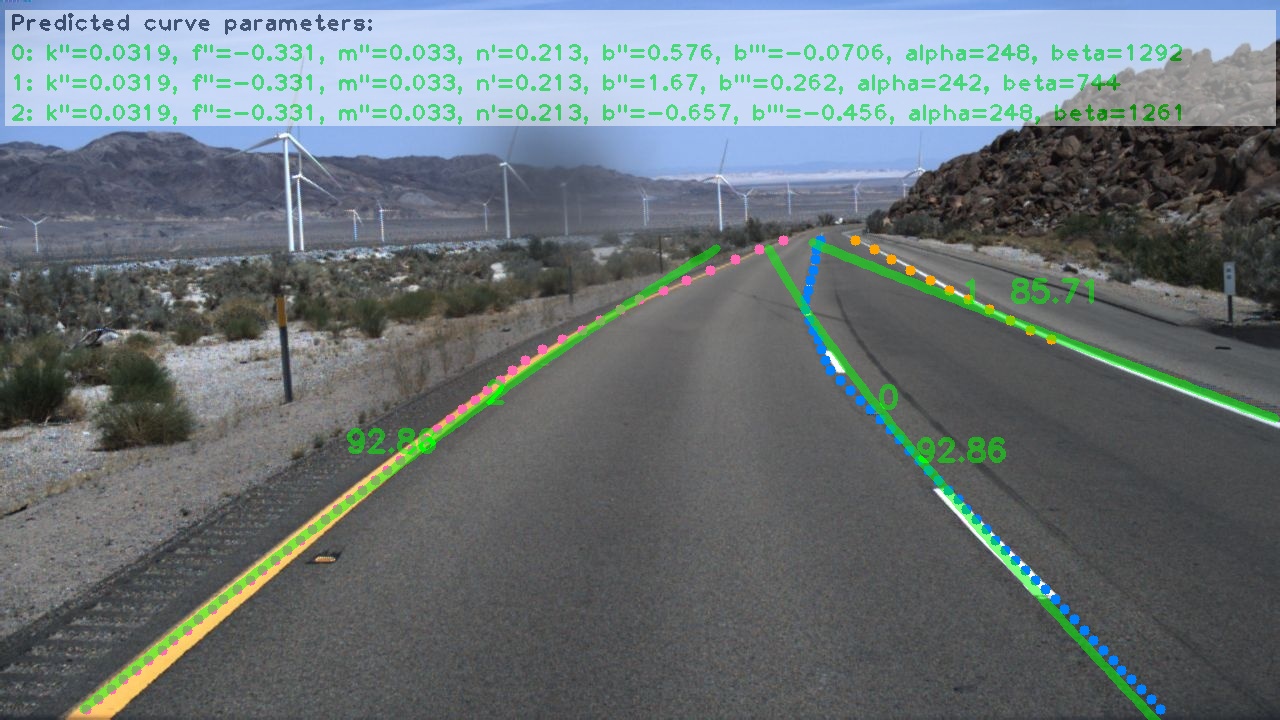 Predicted curve parameters:
0: k''=0.0319, f''=−0.331, m''=0.033, n'=0.213, b''=0.576, b'''=−0.0706, alpha=248, beta=1292
1: k''=0.0319, f''=−0.331, m''=0.033, n'=0.213, b''=1.67, b'''=0.262, alpha=242, beta=744
2: k''=0.0319, f''=−0.331, m''=0.033, n'=0.213, b''=−0.657, b'''=−0.456, alpha=248, beta=1261
1 85.71
2
0
92.86
92.86